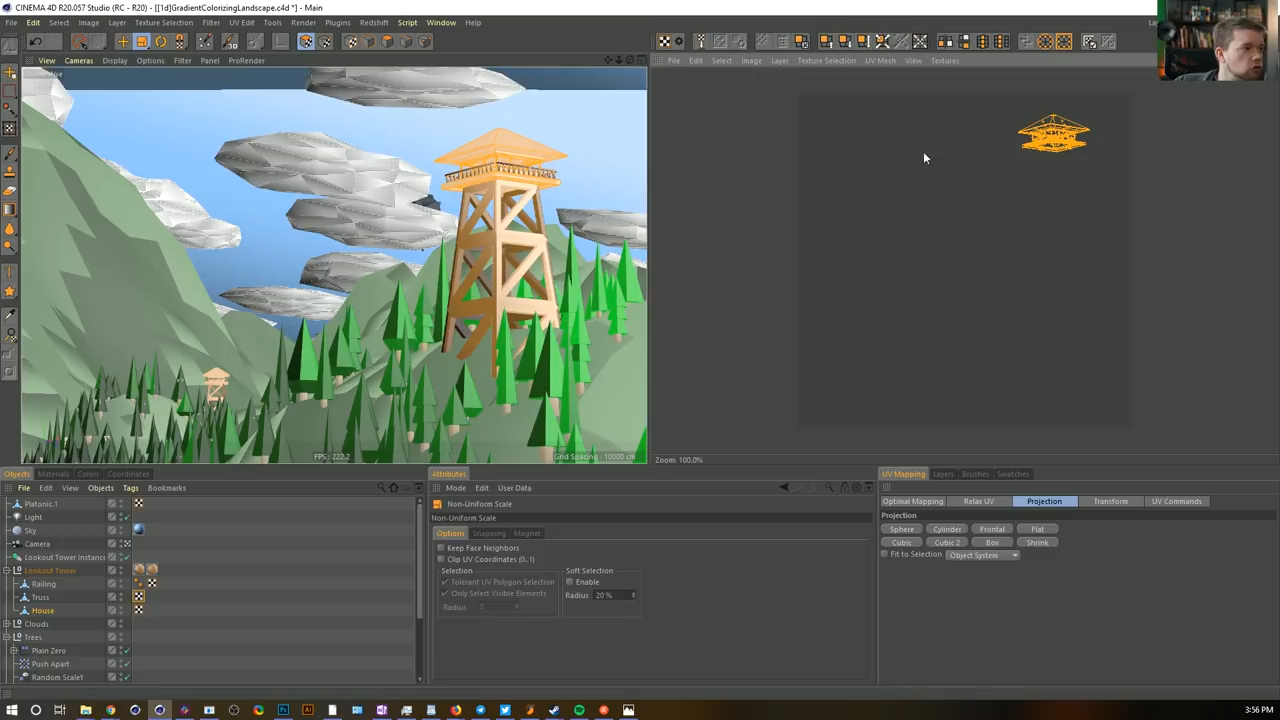 CINEMA 4D R20.057 Studio (RC - R20) - [[1d]GradientColorizingLandscape.c4d *] - Main
File Edit Select Image Layer Texture Selection Filter UV Edit Tools Render Plugins Redshift Script Window Help
View Cameras Display Options Filter Panel ProRender
File Edit Select Image Layer Texture Selection UV Mesh View Textures
FPS : 222.2
Grid Spacing : 10000 cm
Zoom: 100.0%
Objects Materials Colors Coordinates
File Edit View Objects Tags Bookmarks
Platonic.1
Light
Sky
Camera
Lookout Tower Instance
Lookout Tower
Railing
Truss
House
Clouds
Trees
Plain Zero
Push Apart
Random ScaleY
Attributes
Mode Edit User Data
Non-Uniform Scale
Non-Uniform Scale
Options Snapping Magnet
Keep Face Neighbors
Clip UV Coordinates (0..1)
Selection
Tolerant UV Polygon Selection
Only Select Visible Elements
Radius
Soft Selection
Enable
Radius 20 %
UV Mapping Layers Brushes Swatches
Optimal Mapping Relax UV Projection Transform UV Commands
Projection
Sphere Cylinder Frontal Flat
Cubic Cubic 2 Box Shrink
Fit to Selection Object System
3:56 PM